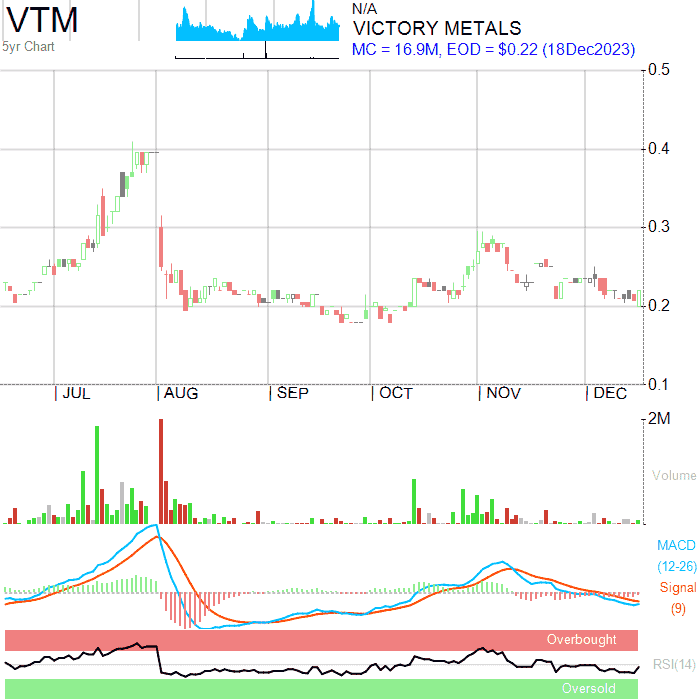 VTM
5yr Chart
N/A
VICTORY METALS
MC = 16.9M, EOD = $0.22 (18Dec2023)
0.5
0.4
0.3
0.2
0.1
JUL AUG SEP OCT NOV DEC
2M
Volume
MACD
(12-26)
Signal
(9)
Overbought
RSI(14)
Oversold